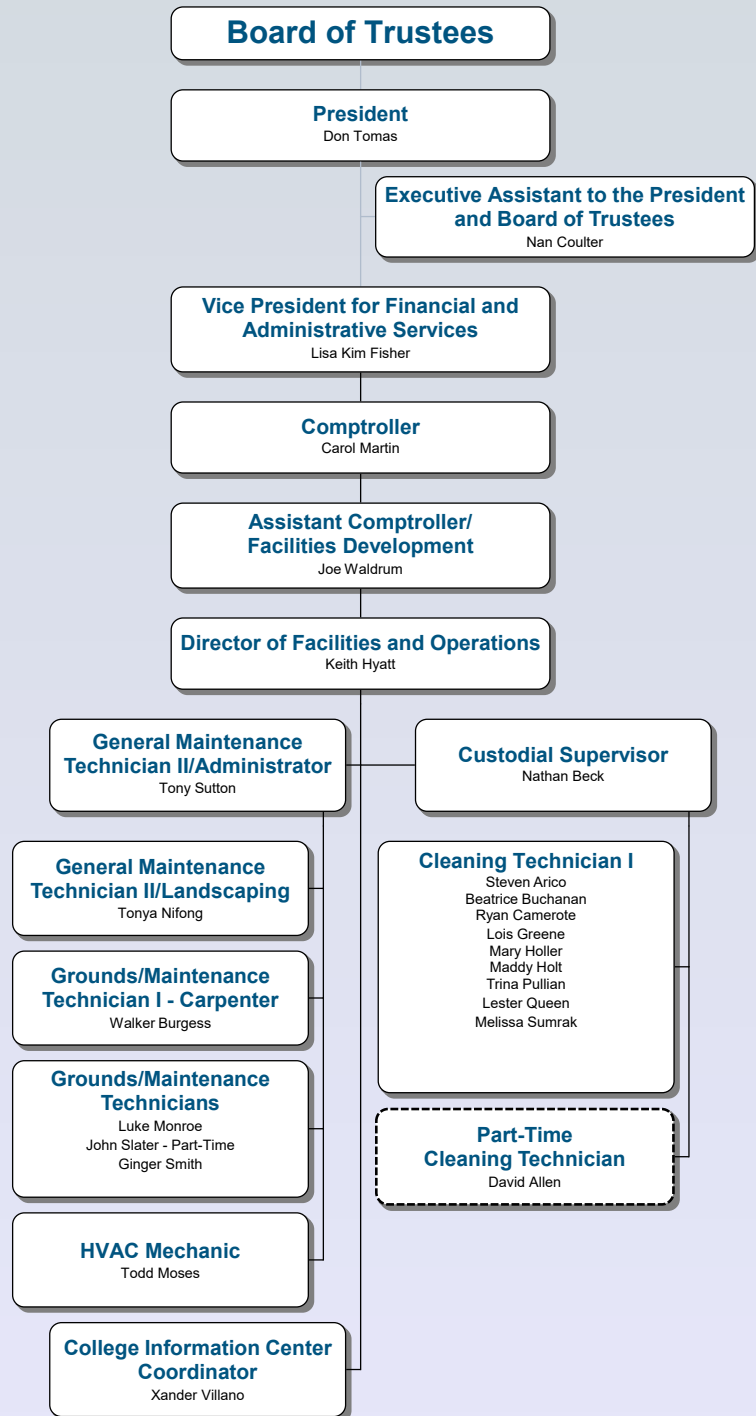 Board of Trustees
President
Don Tomas
Executive Assistant to the President
and Board of Trustees
Nan Coulter
Vice President for Financial and
Administrative Services
Lisa Kim Fisher
Comptroller
Carol Martin
Assistant Comptroller/
Facilities Development
Joe Waldrum
Director of Facilities and Operations
Keith Hyatt
General Maintenance
Technician II/Administrator
Tony Sutton
Custodial Supervisor
Nathan Beck
General Maintenance
Technician II/Landscaping
Tonya Nifong
Grounds/Maintenance
Technician I - Carpenter
Walker Burgess
Grounds/Maintenance
Technicians
Luke Monroe
John Slater - Part-Time
Ginger Smith
HVAC Mechanic
Todd Moses
Cleaning Technician I
Steven Arico
Beatrice Buchanan
Ryan Camerote
Lois Greene
Mary Holler
Maddy Holt
Trina Pullian
Lester Queen
Melissa Sumrak
Part-Time
Cleaning Technician
David Allen
College Information Center
Coordinator
Xander Villano